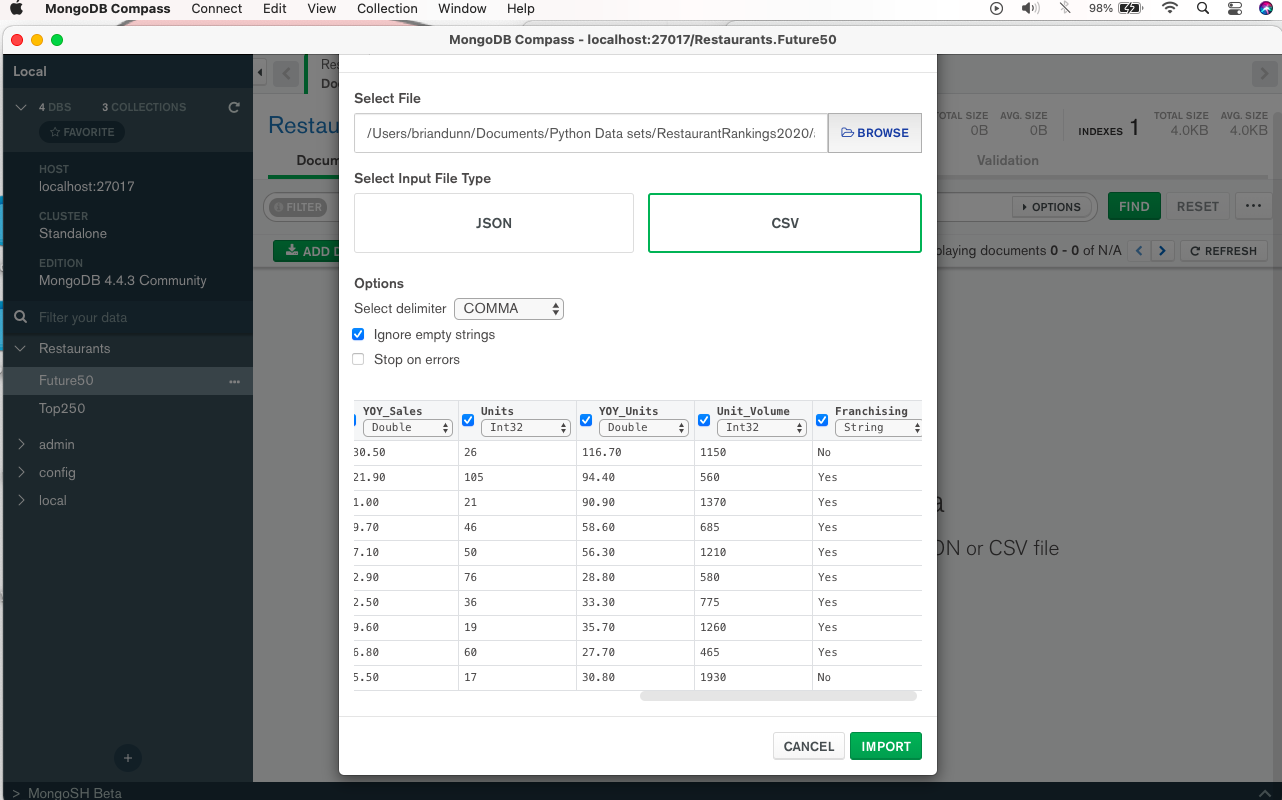 MongoDB Compass Connect Edit View Collection Window Help 98%
MongoDB Compass - localhost:27017/Restaurants.Future50
Local
4 DBS 3 COLLECTIONS
FAVORITE
HOST
localhost:27017
CLUSTER
Standalone
EDITION
MongoDB 4.4.3 Community
Filter your data
Restaurants
Future50
Top250
admin
config
local
> MongoSH Beta
Res
Do
Restau
TOTAL SIZE AVG. SIZE TOTAL SIZE AVG. SIZE
0B 0B INDEXES 1 4.0KB 4.0KB
Docum Validation
FILTER OPTIONS FIND RESET
ADD D playing documents 0 - 0 of N/A REFRESH
a
ON or CSV file
Select File
/Users/briandunn/Documents/Python Data sets/RestaurantRankings2020/ BROWSE
Select Input File Type
JSON CSV
Options
Select delimiter COMMA
Ignore empty strings
Stop on errors
YOY_Sales Units YOY_Units Unit_Volume Franchising
Double Int32 Double Int32 String
30.50 26 116.70 1150 No
21.90 105 94.40 560 Yes
1.00 21 90.90 1370 Yes
9.70 46 58.60 685 Yes
7.10 50 56.30 1210 Yes
2.90 76 28.80 580 Yes
2.50 36 33.30 775 Yes
9.60 19 35.70 1260 Yes
6.80 60 27.70 465 Yes
5.50 17 30.80 1930 No
CANCEL IMPORT